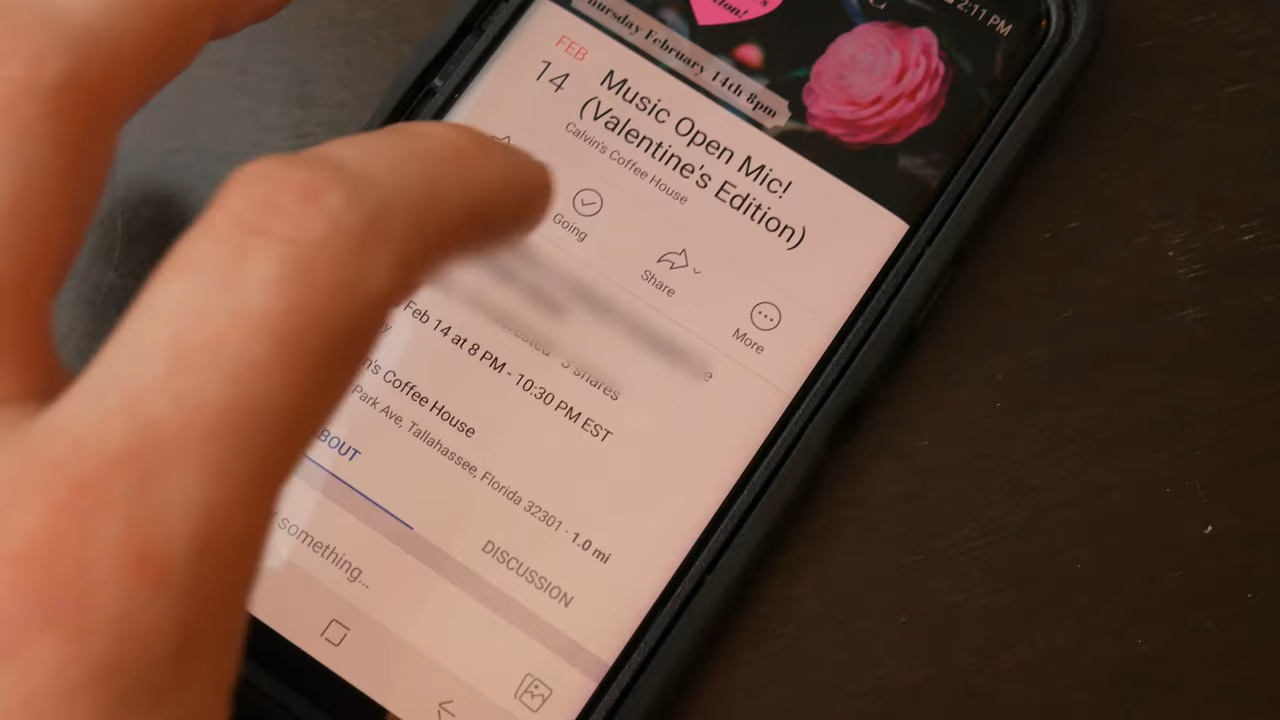 2:11 PM
Thursday February 14th 8pm
FEB
14
Music Open Mic!
(Valentine's Edition)
Calvin's Coffee House
Going
Share
More
3 shares
Feb 14 at 8 PM - 10:30 PM EST
Coffee House
Park Ave, Tallahassee, Florida 32301 · 1.0 mi
DISCUSSION
something...